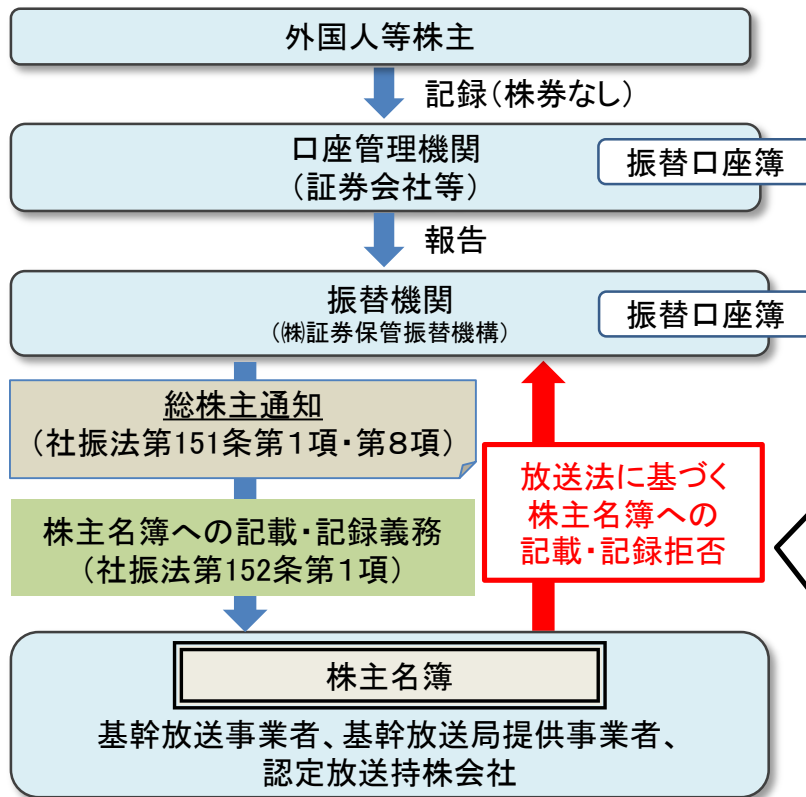 外国人等株主
記録(株券なし)
口座管理機関
(証券会社等)
振替口座簿
報告
振替機関
(㈱証券保管振替機構)
振替口座簿
総株主通知
(社振法第151条第1項・第8項)
株主名簿への記載・記録義務
(社振法第152条第1項)
放送法に基づく
株主名簿への
記載・記録拒否
株主名簿
基幹放送事業者、基幹放送局提供事業者、
認定放送持株会社